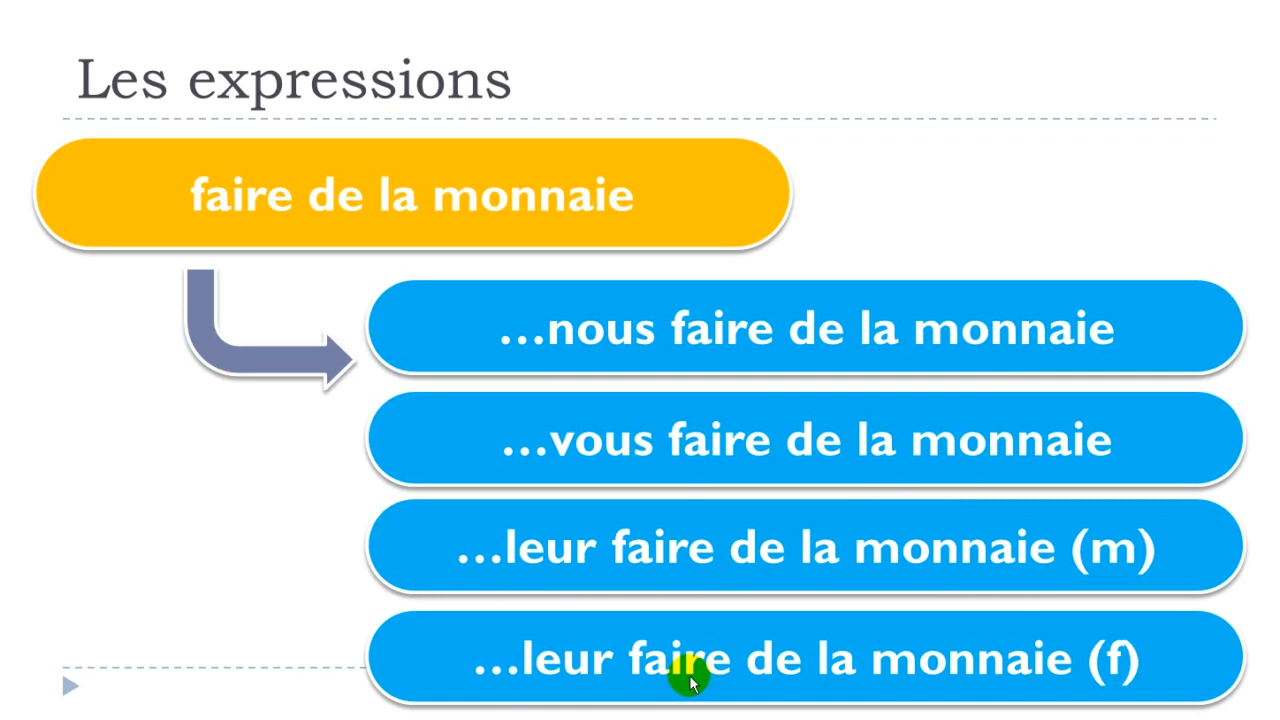 Les expressions
faire de la monnaie
...nous faire de la monnaie
...vous faire de la monnaie
...leur faire de la monnaie (m)
...leur faire de la monnaie (f)